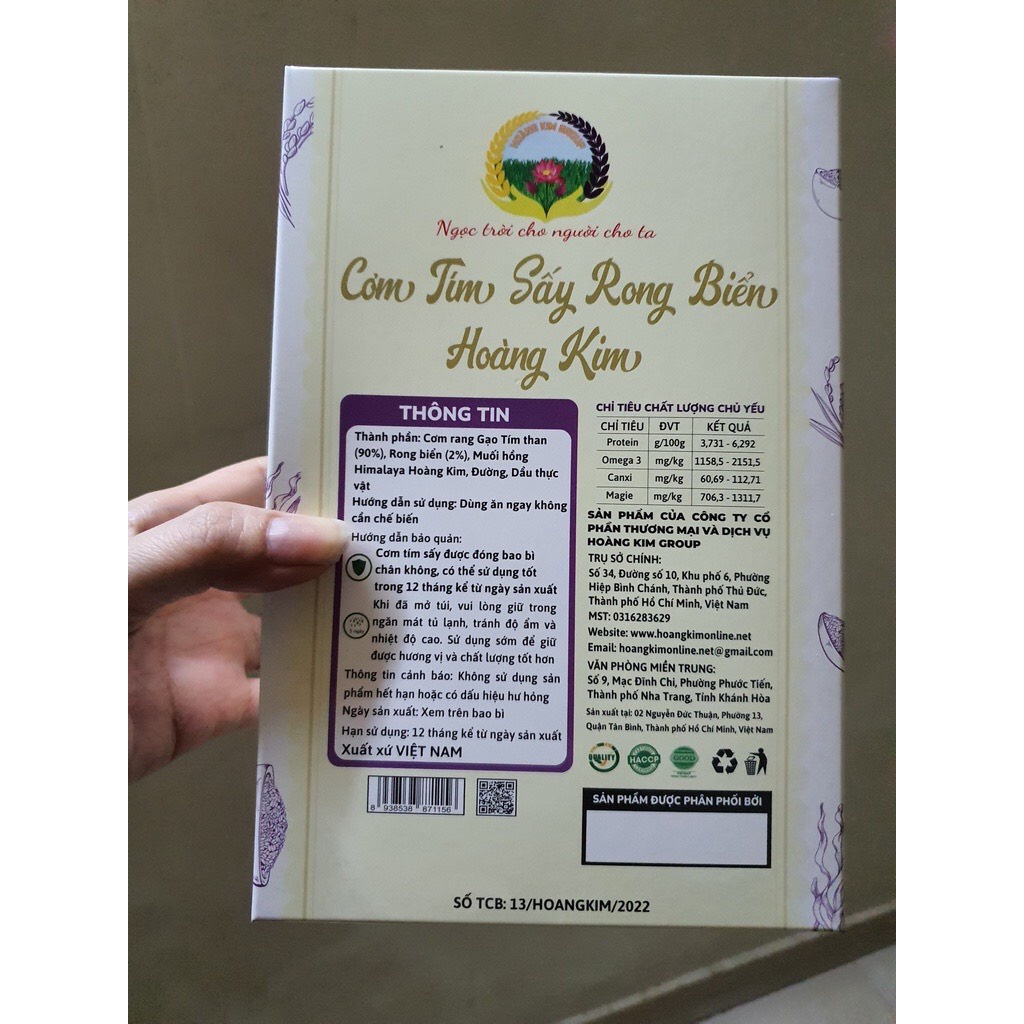 HOÀNG KIM GROUP
Ngọc trời cho người cho ta
Cơm Tím Sấy Rong Biển
Hoàng Kim
THÔNG TIN
Thành phần: Cơm rang Gạo Tím than
(90%), Rong biển (2%), Muối hồng
Himalaya Hoàng Kim, Đường, Dầu thực
vật
Hướng dẫn sử dụng: Dùng ăn ngay không
cần chế biến
Hướng dẫn bảo quản:
Cơm tím sấy được đóng bao bì
chân không, có thể sử dụng tốt
trong 12 tháng kể từ ngày sản xuất
Khi đã mở túi, vui lòng giữ trong
ngăn mát tủ lạnh, tránh độ ẩm và
nhiệt độ cao. Sử dụng sớm để giữ
được hương vị và chất lượng tốt hơn
Thông tin cảnh báo: Không sử dụng sản
phẩm hết hạn hoặc có dấu hiệu hư hỏng
Ngày sản xuất: Xem trên bao bì
Hạn sử dụng: 12 tháng kể từ ngày sản xuất
Xuất xứ VIỆT NAM
8 938538 871156
CHỈ TIÊU CHẤT LƯỢNG CHỦ YẾU
CHỈ TIÊU ĐVT KẾT QUẢ
Protein g/100g 3,731 - 6,292
Omega 3 mg/kg 1158,5 - 2151,5
Canxi mg/kg 60,69 - 112,71
Magie mg/kg 706,3 - 1311,7
SẢN PHẨM CỦA CÔNG TY CỔ
PHẦN THƯƠNG MẠI VÀ DỊCH VỤ
HOÀNG KIM GROUP
TRỤ SỞ CHÍNH:
Số 34, Đường số 10, Khu phố 6, Phường
Hiệp Bình Chánh, Thành phố Thủ Đức,
Thành phố Hồ Chí Minh, Việt Nam
MST: 0316283629
Website: www.hoangkimonline.net
Email: hoangkimonline.net@gmail.com
VĂN PHÒNG MIỀN TRUNG:
Số 9, Mạc Đĩnh Chi, Phường Phước Tiến,
Thành phố Nha Trang, Tỉnh Khánh Hòa
Sản xuất tại: 02 Nguyễn Đức Thuận, Phường 13,
Quận Tân Bình, Thành phố Hồ Chí Minh, Việt Nam
QUALITY HACCP GOOD
SẢN PHẨM ĐƯỢC PHÂN PHỐI BỞI
SỐ TCB: 13/HOANGKIM/2022